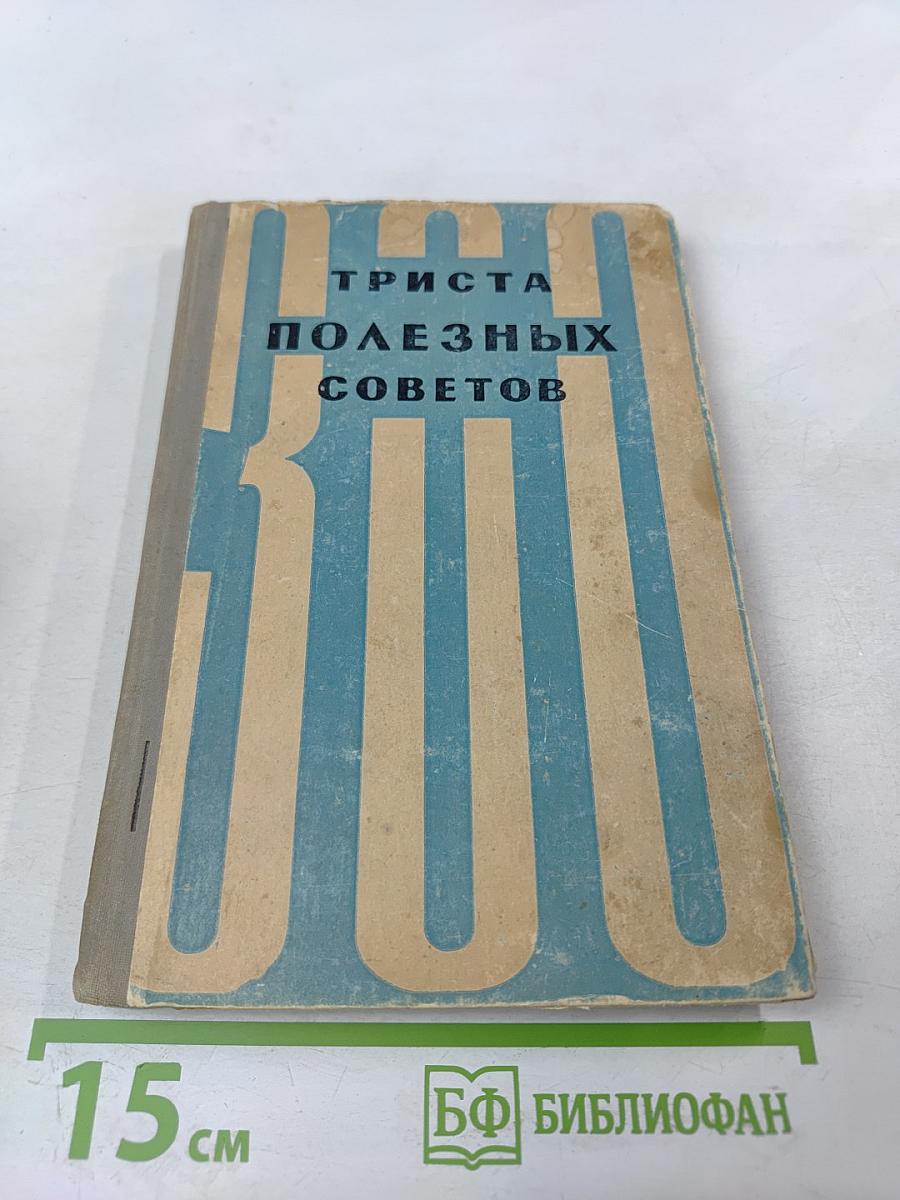 300
ТРИСТА
ПОЛЕЗНЫХ
СОВЕТОВ
15 см
БФ БИБЛИОФАН